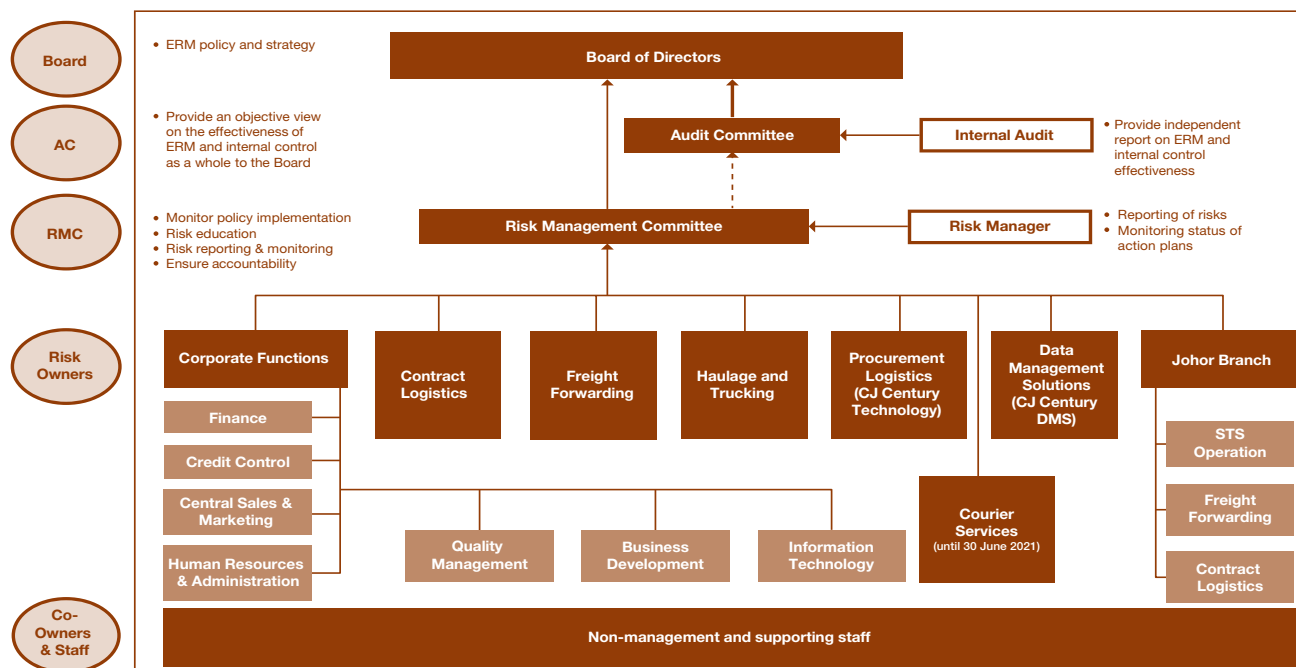 Board
• ERM policy and strategy
Board of Directors
AC
• Provide an objective view
on the effectiveness of
ERM and internal control
as a whole to the Board
Audit Committee
Internal Audit
• Provide independent
report on ERM and
internal control
effectiveness
RMC
• Monitor policy implementation
• Risk education
• Risk reporting & monitoring
• Ensure accountability
Risk Management Committee
Risk Manager
• Reporting of risks
• Monitoring status of
action plans
Risk
Owners
Corporate Functions
Contract
Logistics
Freight
Forwarding
Haulage and
Trucking
Procurement
Logistics
(CJ Century
Technology)
Data
Management
Solutions
(CJ Century
DMS)
Johor Branch
Finance
Credit Control
Central Sales &
Marketing
Human Resources
& Administration
Quality
Management
Business
Development
Information
Technology
Courier
Services
(until 30 June 2021)
STS
Operation
Freight
Forwarding
Contract
Logistics
Co-
Owners
& Staff
Non-management and supporting staff